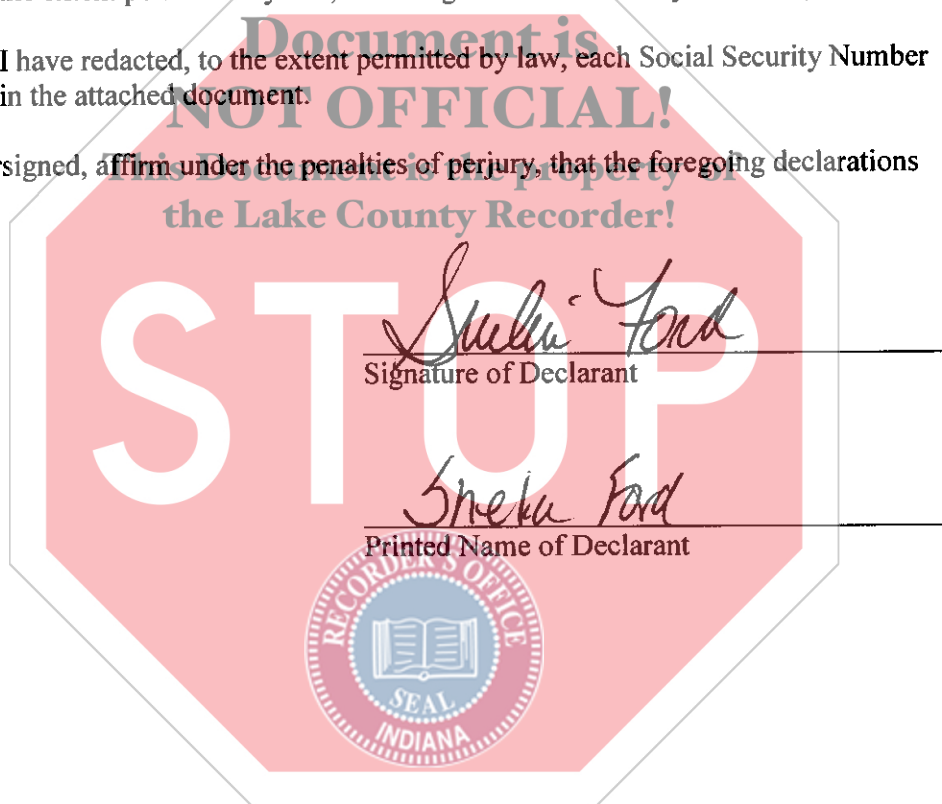 Document is
I have redacted, to the extent permitted by law, each Social Security Number
in the attached document.
NOT OFFICIAL!
rsigned, affirm under the penalties of perjury, that the foregoing declarations
This Document is the property of
the Lake County Recorder!
STOP
Ford
Signature of Declarant
Ford
Printed Name of Declarant
RECORDER'S OFFICE
SEAL
INDIANA